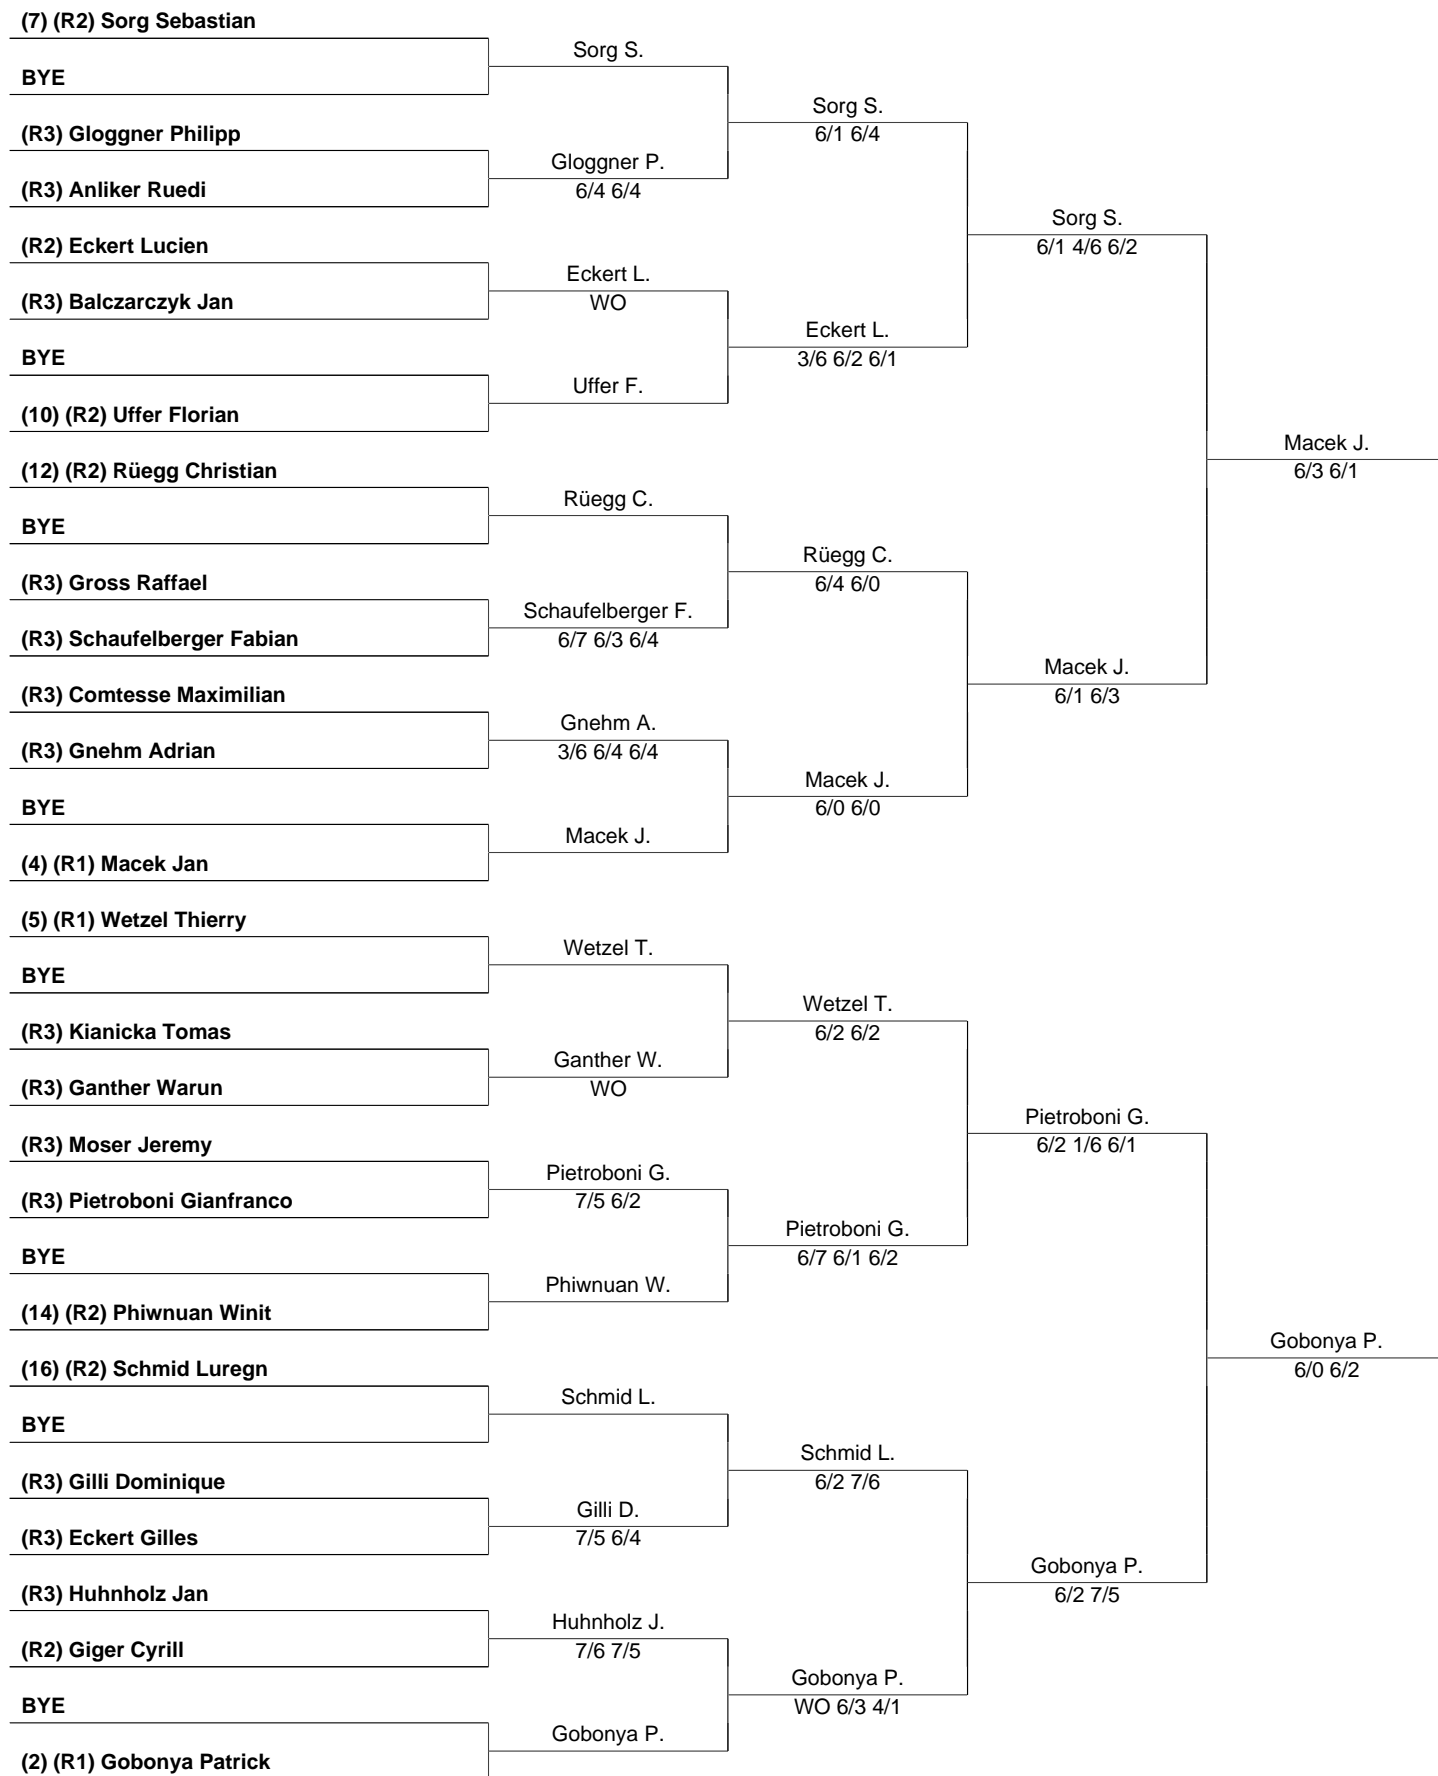 (7) (R2) Sorg Sebastian
Sorg S.
BYE
Sorg S.
6/1 6/4
(R3) Gloggner Philipp
Gloggner P.
6/4 6/4
(R3) Anliker Ruedi
Sorg S.
6/1 4/6 6/2
(R2) Eckert Lucien
Eckert L.
WO
(R3) Balczarczyk Jan
Eckert L.
3/6 6/2 6/1
BYE
Uffer F.
(10) (R2) Uffer Florian
Macek J.
6/3 6/1
(12) (R2) Rüegg Christian
Rüegg C.
BYE
Rüegg C.
6/4 6/0
(R3) Gross Raffael
Schaufelberger F.
6/7 6/3 6/4
(R3) Schaufelberger Fabian
Macek J.
6/1 6/3
(R3) Comtesse Maximilian
Gnehm A.
3/6 6/4 6/4
(R3) Gnehm Adrian
Macek J.
6/0 6/0
BYE
Macek J.
(4) (R1) Macek Jan
(5) (R1) Wetzel Thierry
Wetzel T.
BYE
Wetzel T.
6/2 6/2
(R3) Kianicka Tomas
Ganther W.
WO
(R3) Ganther Warun
Pietroboni G.
6/2 1/6 6/1
(R3) Moser Jeremy
Pietroboni G.
7/5 6/2
(R3) Pietroboni Gianfranco
Pietroboni G.
6/7 6/1 6/2
BYE
Phiwnuan W.
(14) (R2) Phiwnuan Winit
Gobonya P.
6/0 6/2
(16) (R2) Schmid Luregn
Schmid L.
BYE
Schmid L.
6/2 7/6
(R3) Gilli Dominique
Gilli D.
7/5 6/4
(R3) Eckert Gilles
Gobonya P.
6/2 7/5
(R3) Huhnholz Jan
Huhnholz J.
7/6 7/5
(R2) Giger Cyrill
Gobonya P.
WO 6/3 4/1
BYE
Gobonya P.
(2) (R1) Gobonya Patrick